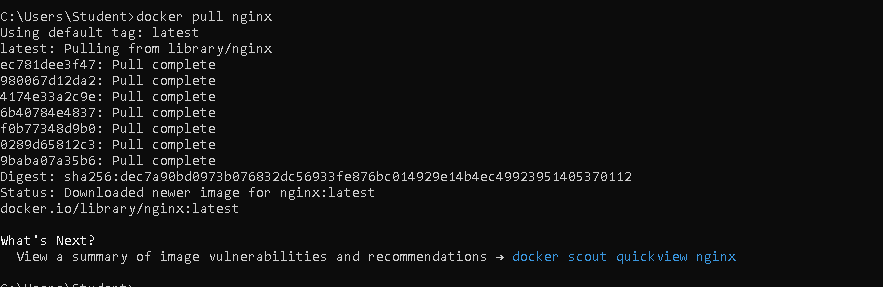 C:\Users\Student>docker pull nginx
Using default tag: latest
latest: Pulling from library/nginx
ec781dee3f47: Pull complete
980067d12da2: Pull complete
4174e33a2c9e: Pull complete
6b40784e4837: Pull complete
f0b77348d9b0: Pull complete
0289d65812c3: Pull complete
9baba07a35b6: Pull complete
Digest: sha256:dec7a90bd0973b076832dc56933fe876bc014929e14b4ec49923951405370112
Status: Downloaded newer image for nginx:latest
docker.io/library/nginx:latest
What's Next?
View a summary of image vulnerabilities and recommendations → docker scout quickview nginx
C:\Users\Student>